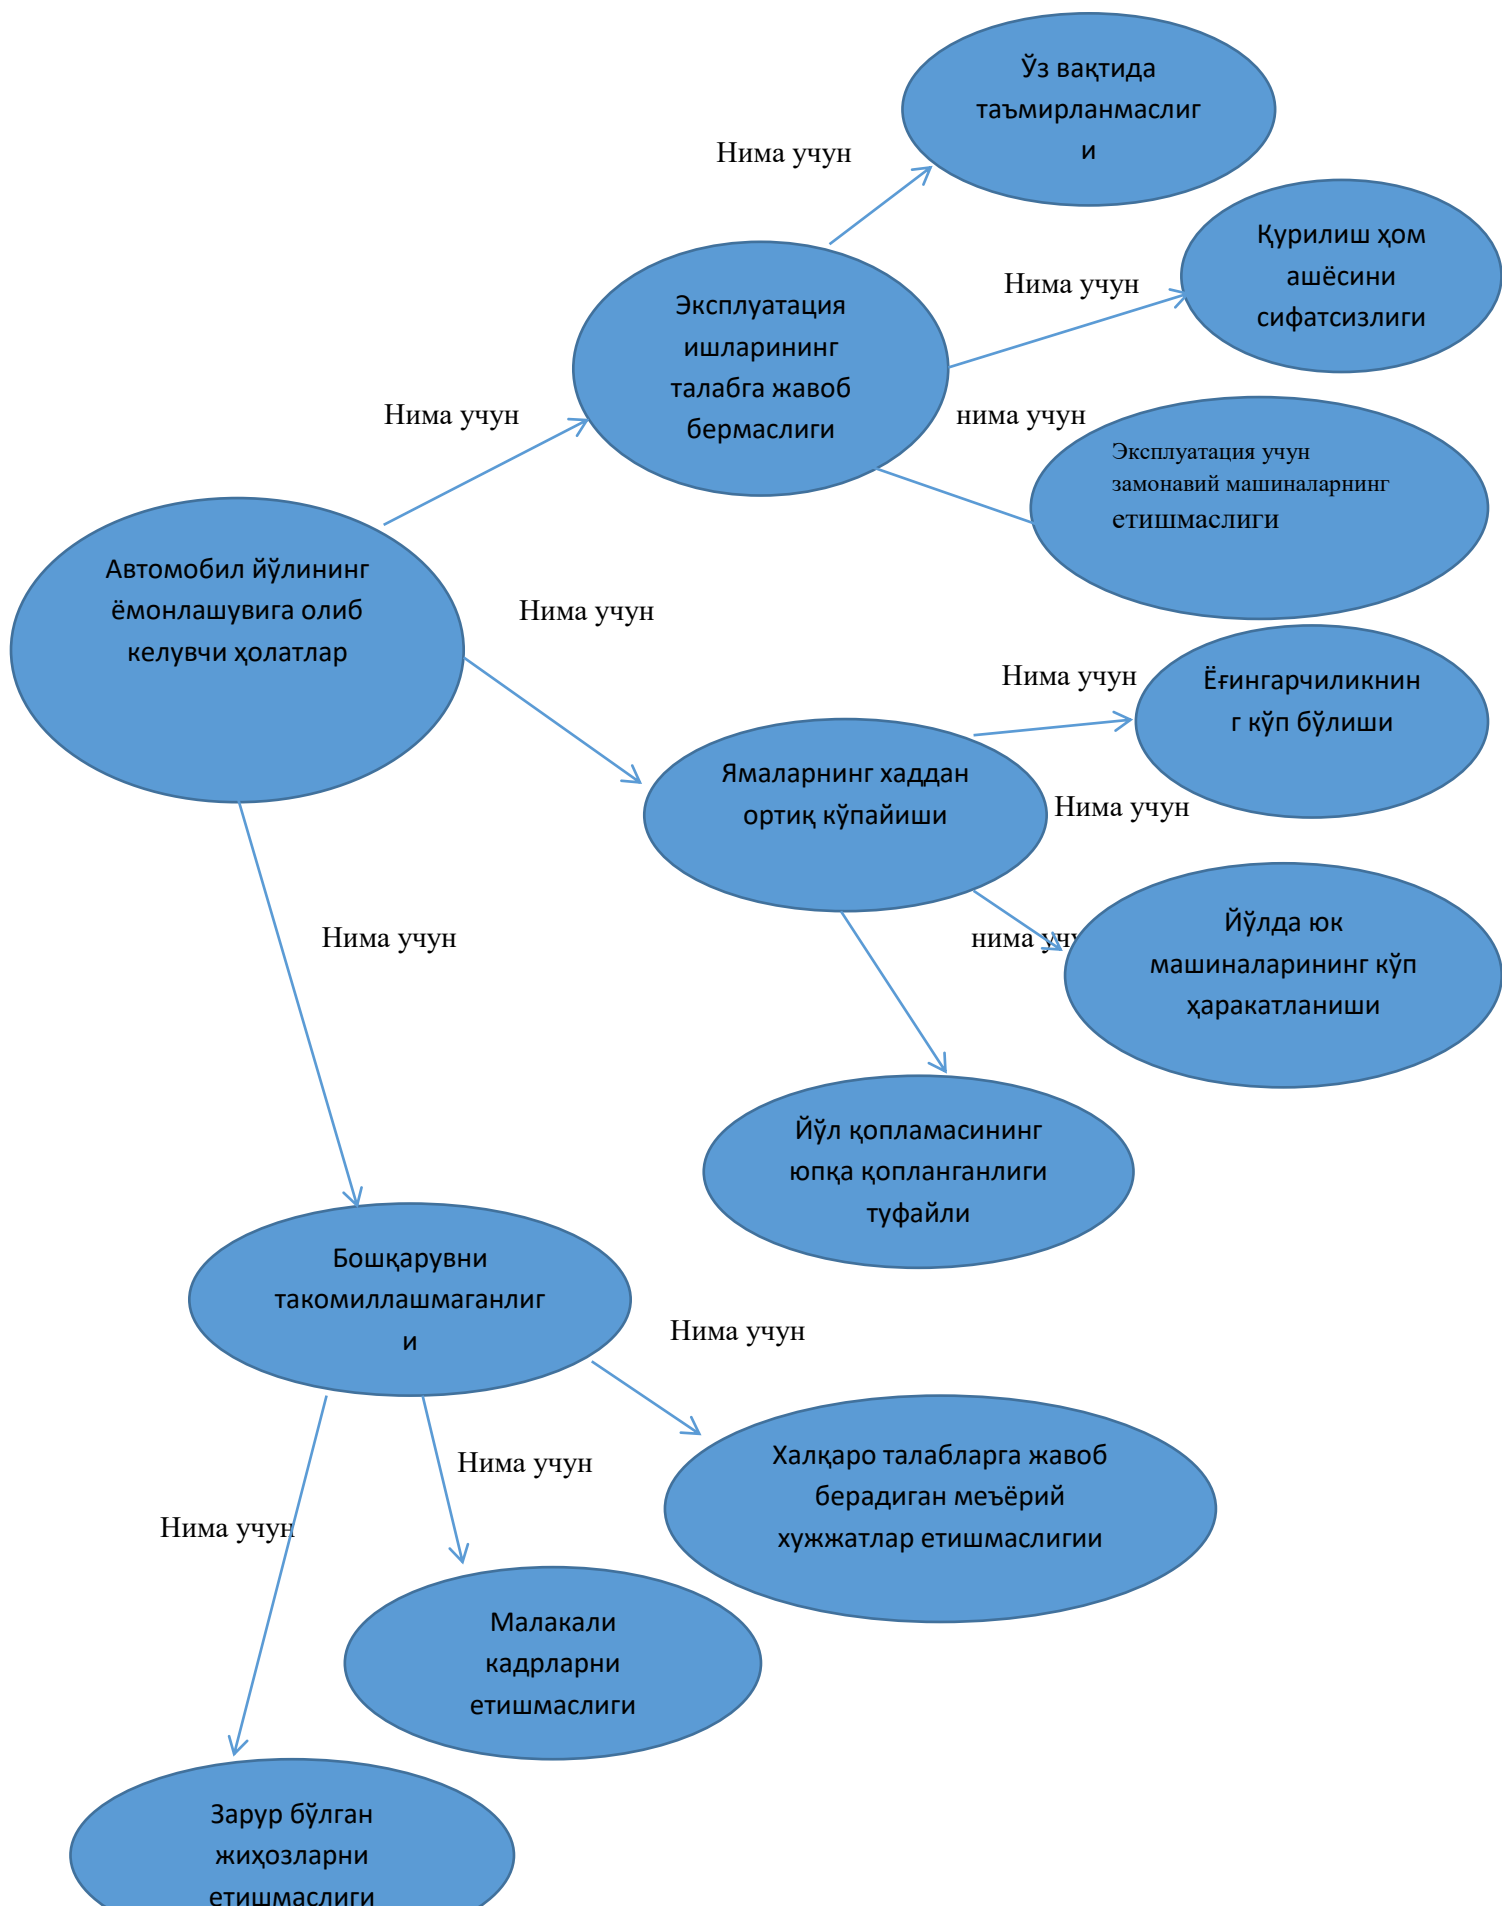 Ўз вақтида
таъмирланмаслиг
и
Нима учун
Қурилиш ҳом
ашёсини
сифатсизлиги
Нима учун
Эксплуатация
ишларининг
талабга жавоб
бермаслиги
Нима учун
нима учун
Эксплуатация учун
замонавий машиналарнинг
етишмаслиги
Автомобил йўлининг
ёмонлашувига олиб
келувчи ҳолатлар
Нима учун
Нима учун
Ёғингарчиликнин
г кўп бўлиши
Ямаларнинг хаддан
ортиқ кўпайиши
Нима учун
Нима учун
нима
Йўлда юк
машиналарининг кўп
ҳаракатланиши
Йўл қопламасининг
юпқа қопланганлиги
туфайли
Бошқарувни
такомиллашмаганлиг
и
Нима учун
Нима учун
Халқаро талабларга жавоб
берадиган меъёрий
хужжатлар етишмаслигии
Нима учун
Малакали
кадрларни
етишмаслиги
Зарур бўлган
жиҳозларни
етишмаслиги